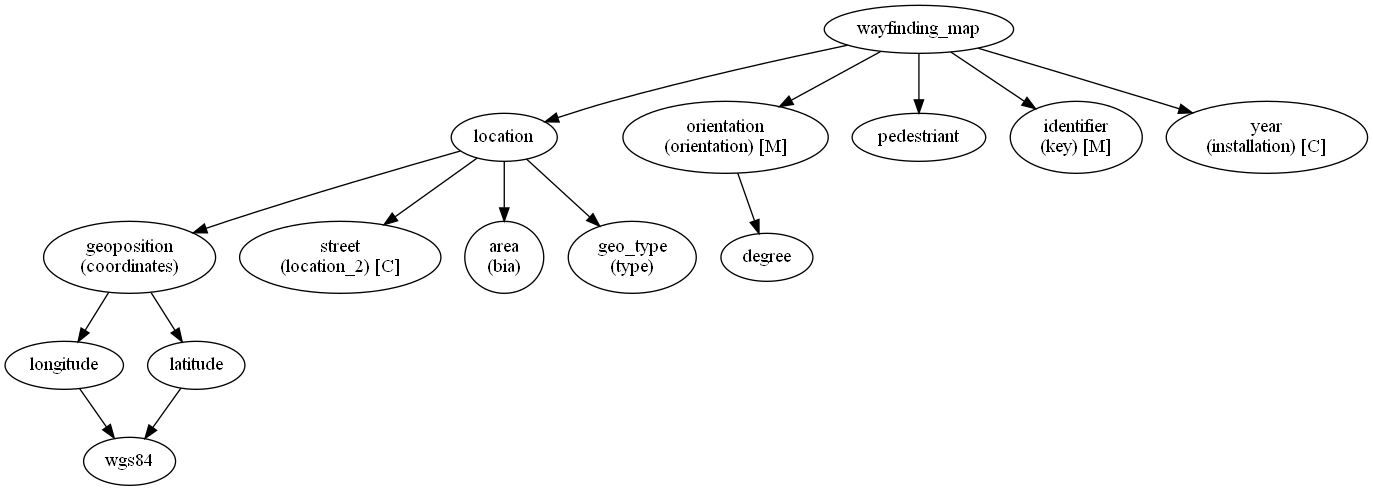 wayfinding_map
location
orientation
(orientation) [M]
pedestriant
identifier
(key) [M]
year
(installation) [C]
geoposition
(coordinates)
street
(location_2) [C]
area
(bia)
geo_type
(type)
degree
longitude
latitude
wgs84